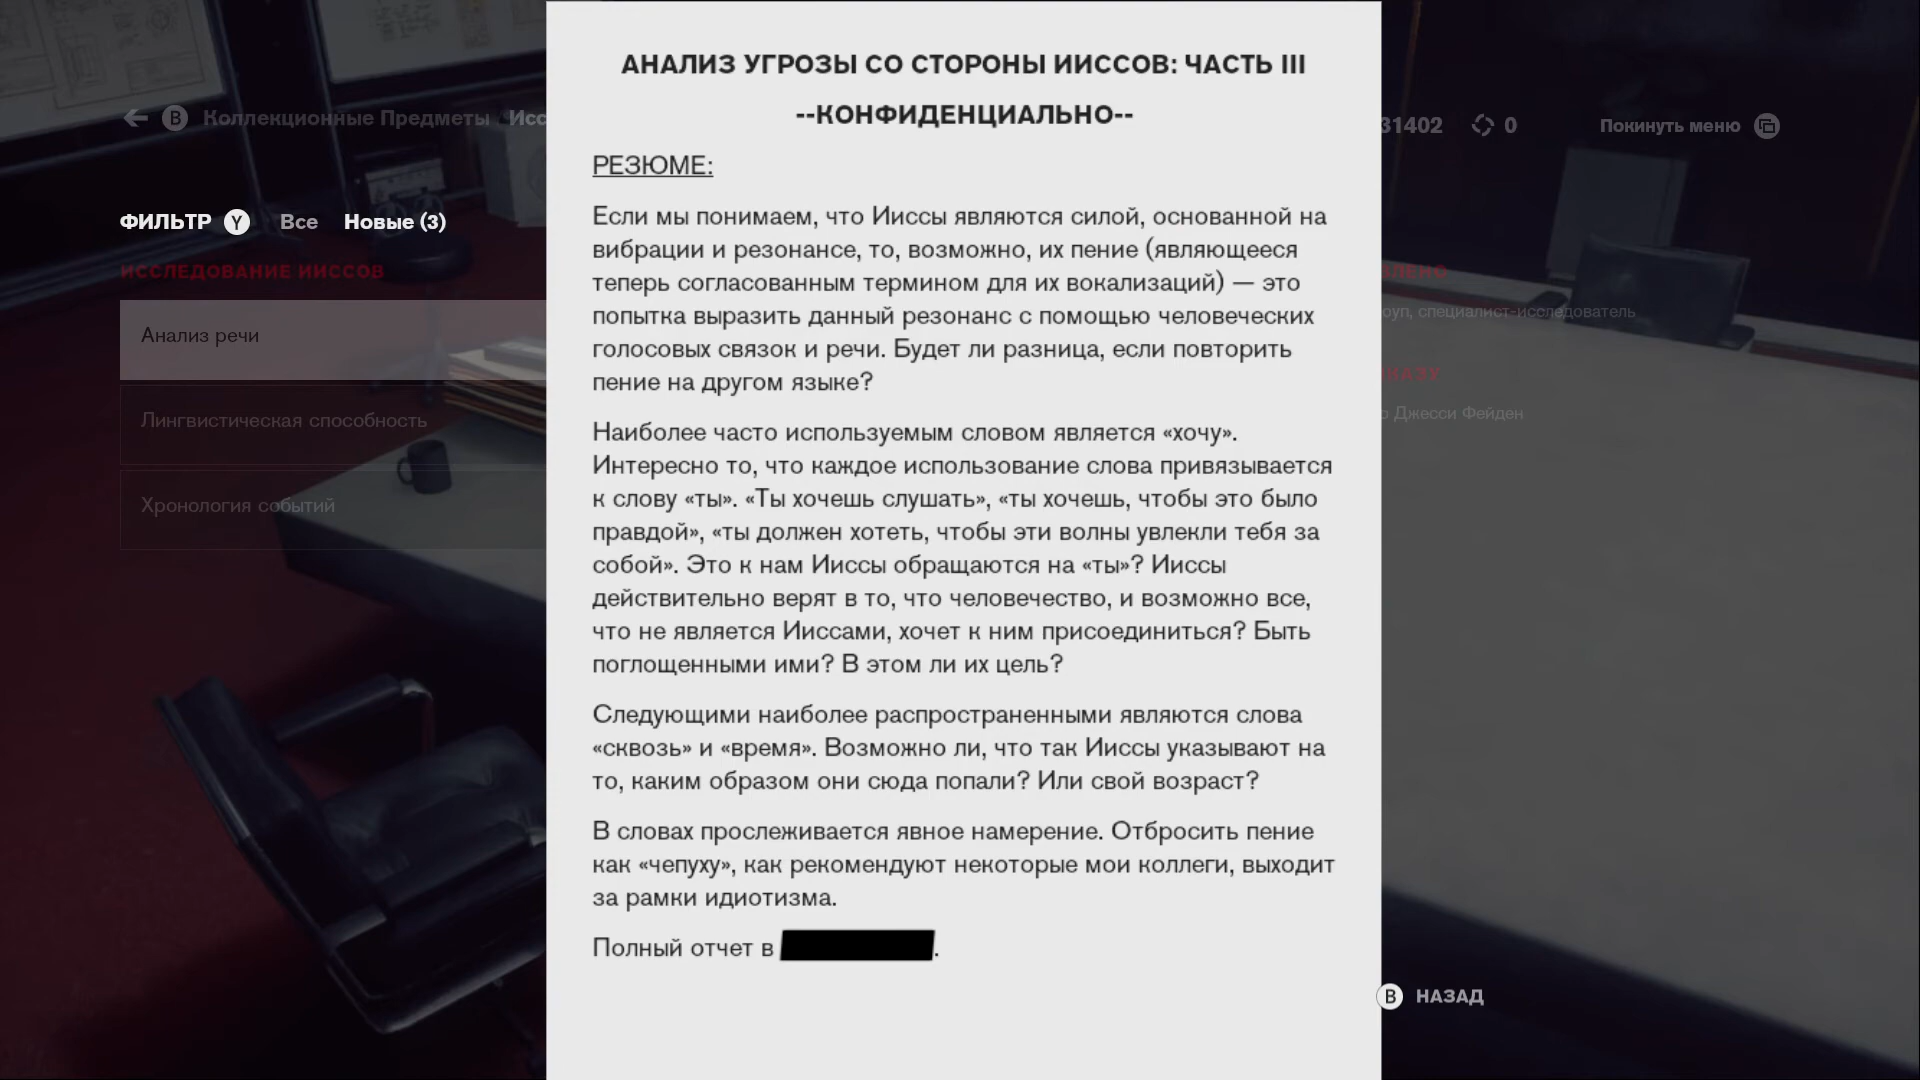 АНАЛИЗ УГРОЗЫ СО СТОРОНЫ ИИССОВ: ЧАСТЬ III
--КОНФИДЕНЦИАЛЬНО--
B Коллекционные Предметы
31402 0 Покинуть меню
РЕЗЮМЕ:
ФИЛЬТР Y Все Новые (3)
ИССЛЕДОВАНИЕ ИИССОВ
Анализ речи
Лингвистическая способность
Хронология событий
Если мы понимаем, что Ииссы являются силой, основанной на
вибрации и резонансе, то, возможно, их пение (являющееся
теперь согласованным термином для их вокализаций) — это
попытка выразить данный резонанс с помощью человеческих
голосовых связок и речи. Будет ли разница, если повторить
пение на другом языке?
Наиболее часто используемым словом является «хочу».
Интересно то, что каждое использование слова привязывается
к слову «ты». «Ты хочешь слушать», «ты хочешь, чтобы это было
правдой», «ты должен хотеть, чтобы эти волны увлекли тебя за
собой». Это к нам Ииссы обращаются на «ты»? Ииссы
действительно верят в то, что человечество, и возможно все,
что не является Ииссами, хочет к ним присоединиться? Быть
поглощенными ими? В этом ли их цель?
Следующими наиболее распространенными являются слова
«сквозь» и «время». Возможно ли, что так Ииссы указывают на
то, каким образом они сюда попали? Или свой возраст?
В словах прослеживается явное намерение. Отбросить пение
как «чепуху», как рекомендуют некоторые мои коллеги, выходит
за рамки идиотизма.
Полный отчет в .
специалист-исследователь
Джесси Фейден
B НАЗАД